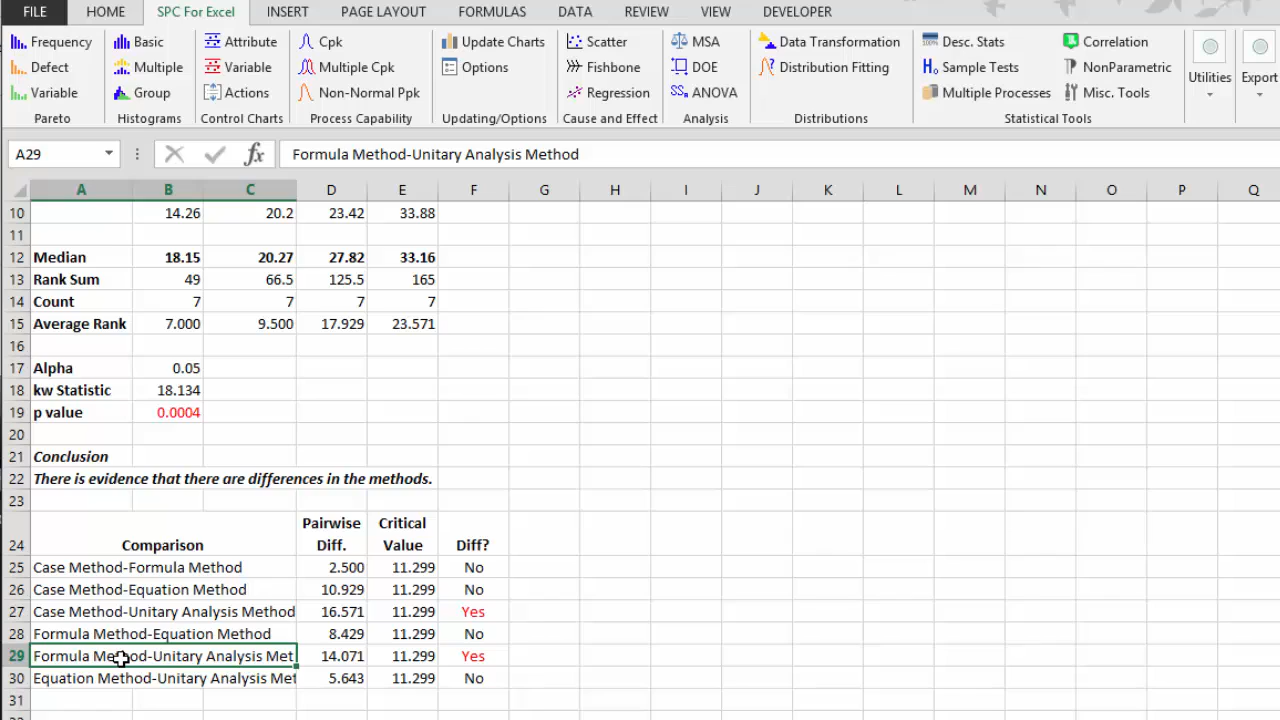 FILE HOME SPC For Excel INSERT PAGE LAYOUT FORMULAS DATA REVIEW VIEW DEVELOPER
Frequency Basic Attribute Cpk Update Charts Scatter MSA Data Transformation Desc. Stats Correlation
Defect Multiple Variable Multiple Cpk Options Fishbone DOE Distribution Fitting Sample Tests NonParametric Utilities Export
Variable Group Actions Non-Normal Ppk Regression ANOVA Multiple Processes Misc. Tools
Pareto Histograms Control Charts Process Capability Updating/Options Cause and Effect Analysis Distributions Statistical Tools
A29 fx Formula Method-Unitary Analysis Method
A B C D E F G H I J K L M N O P Q
10 14.26 20.2 23.42 33.88
11
12 Median 18.15 20.27 27.82 33.16
13 Rank Sum 49 66.5 125.5 165
14 Count 7 7 7 7
15 Average Rank 7.000 9.500 17.929 23.571
16
17 Alpha 0.05
18 kw Statistic 18.134
19 p value 0.0004
20
21 Conclusion
22 There is evidence that there are differences in the methods.
23
Pairwise Critical
24 Comparison Diff. Value Diff?
25 Case Method-Formula Method 2.500 11.299 No
26 Case Method-Equation Method 10.929 11.299 No
27 Case Method-Unitary Analysis Method 16.571 11.299 Yes
28 Formula Method-Equation Method 8.429 11.299 No
29 Formula Method-Unitary Analysis Met 14.071 11.299 Yes
30 Equation Method-Unitary Analysis Met 5.643 11.299 No
31